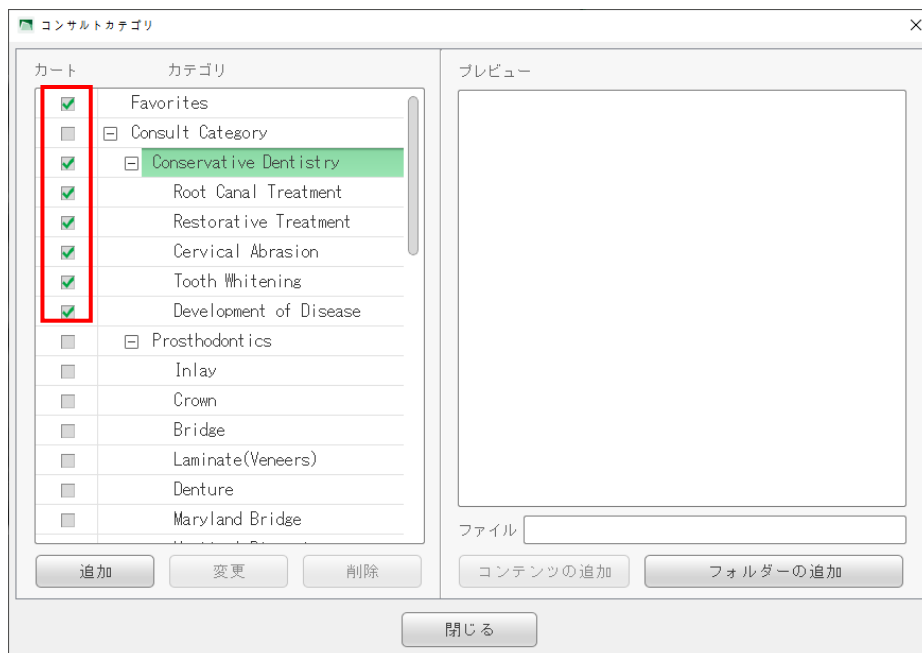 コンサルトカテゴリ
カート カテゴリ
Favorites
Consult Category
Conservative Dentistry
Root Canal Treatment
Restorative Treatment
Cervical Abrasion
Tooth Whitening
Development of Disease
Prosthodontics
Inlay
Crown
Bridge
Laminate(Veneers)
Denture
Maryland Bridge
追加 変更 削除
プレビュー
ファイル
コンテンツの追加 フォルダーの追加
閉じる